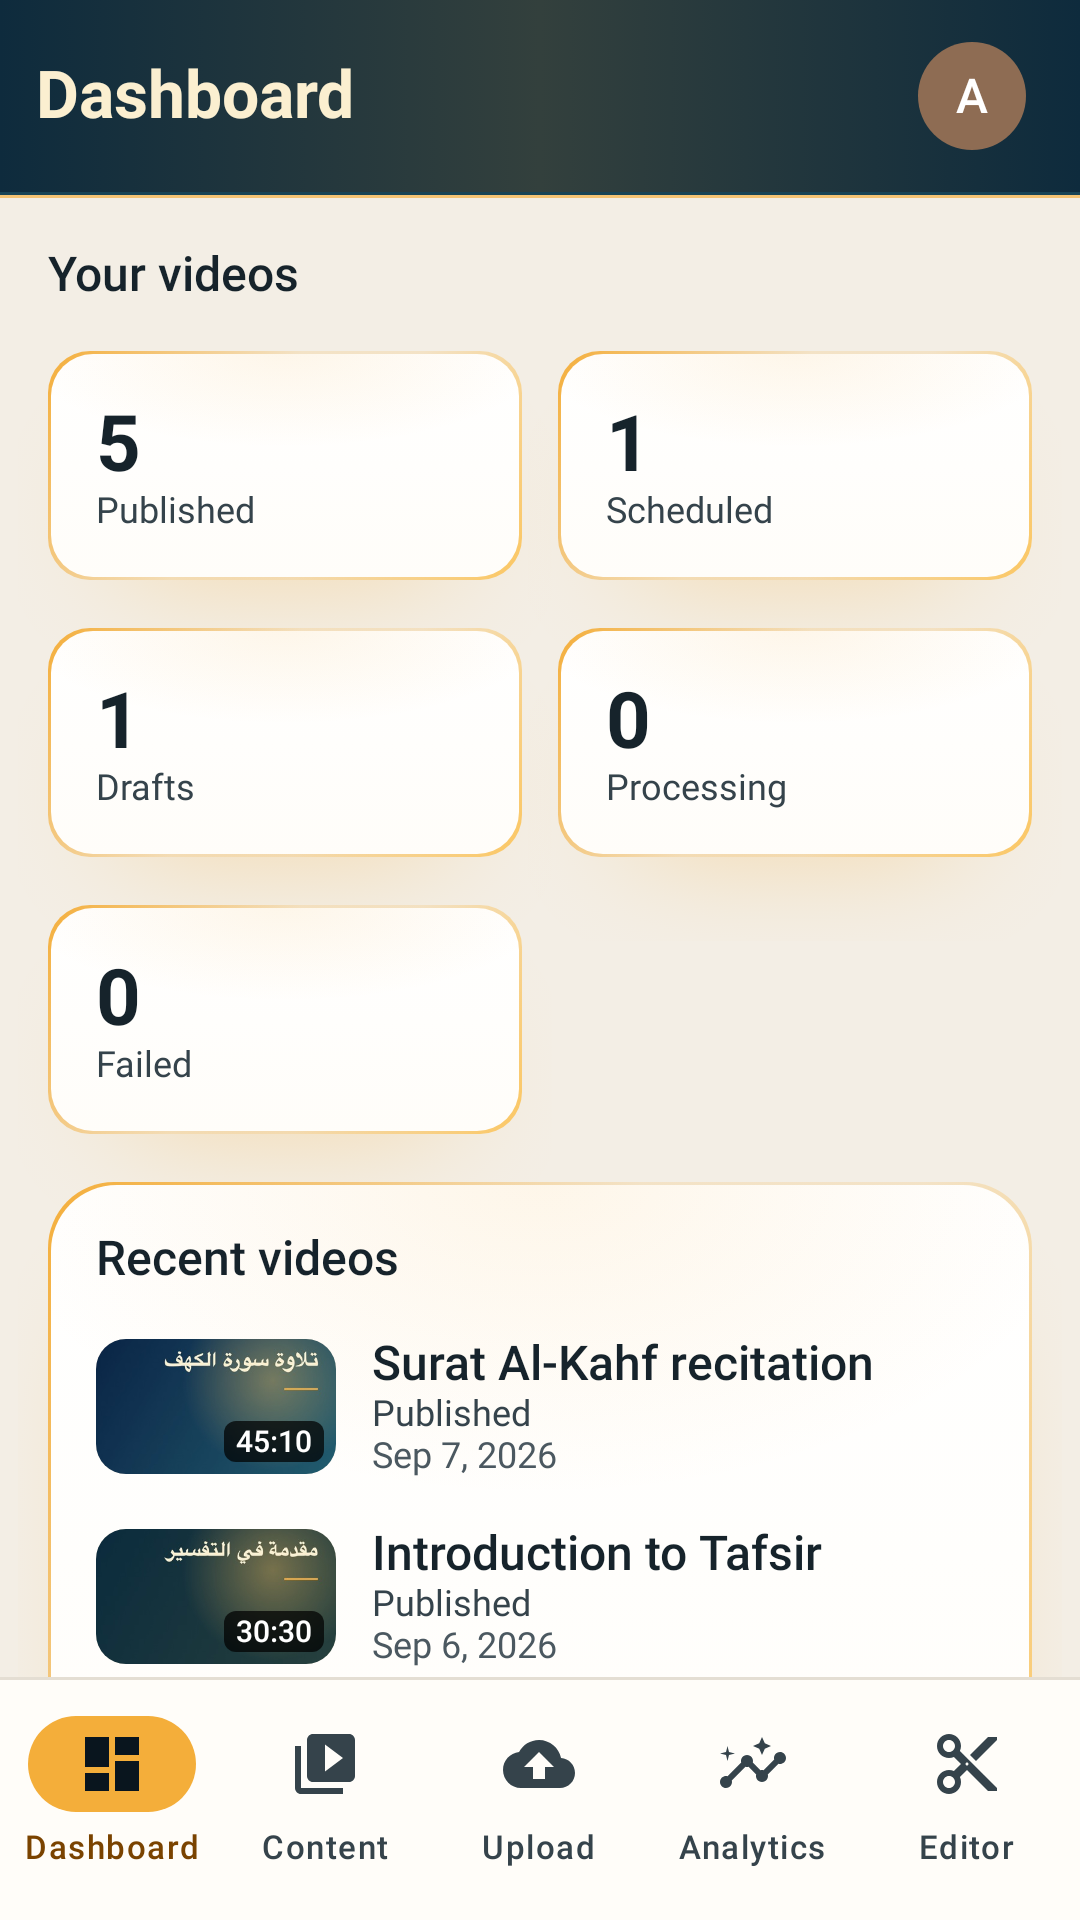 Dashboard
A
Your videos
5
Published
1
Scheduled
1
Drafts
0
Processing
0
Failed
Recent videos
تلاوة سورة الكهف
45:10
Surat Al-Kahf recitation
Published
Sep 7, 2026
مقدمة في التفسير
30:30
Introduction to Tafsir
Published
Sep 6, 2026
Dashboard
Content
Upload
Analytics
Editor